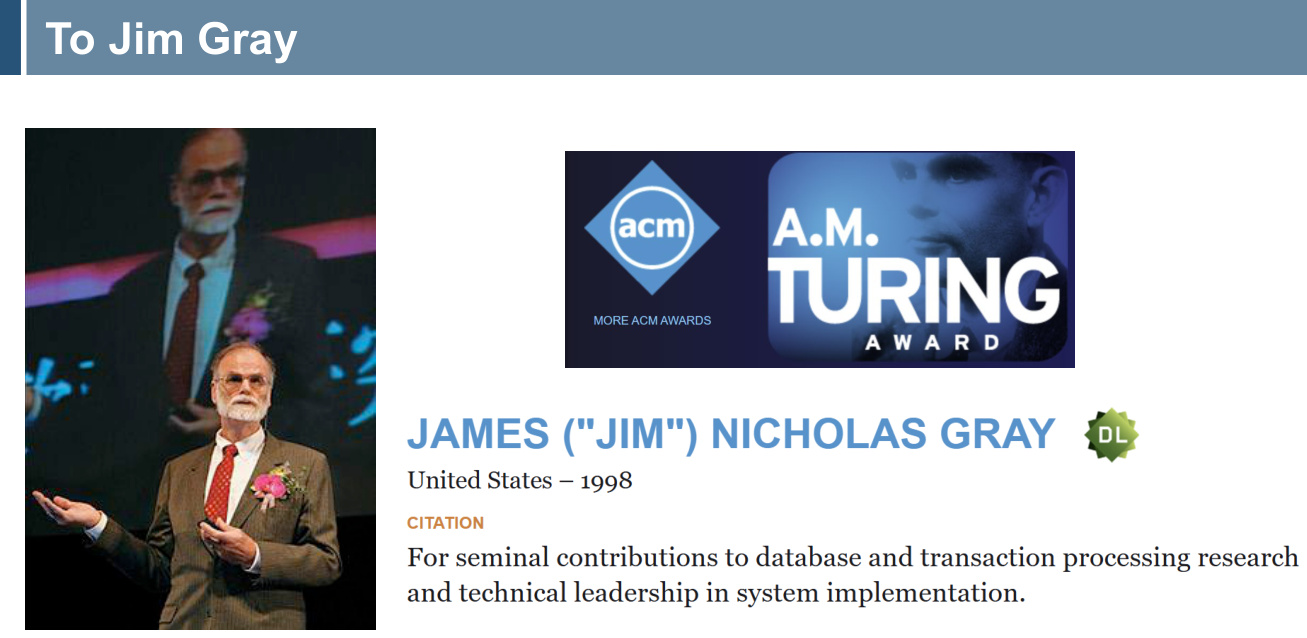 To Jim Gray
acm
MORE ACM AWARDS
A.M.
TURING
AWARD
JAMES ("JIM") NICHOLAS GRAY
DL
United States – 1998
CITATION
For seminal contributions to database and transaction processing research
and technical leadership in system implementation.